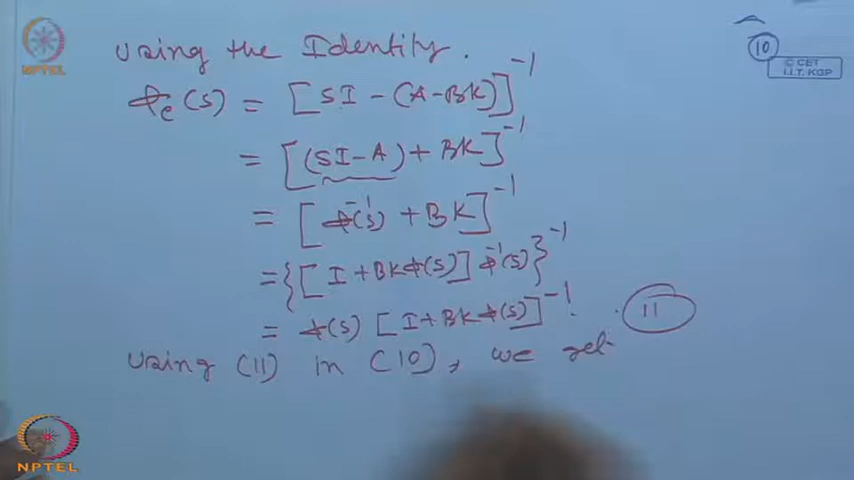 using the Identity.
10
© CET
I.I.T. KGP
NPTEL
Φc(s) = [SI - (A-BK)]⁻¹
= [(SI-A) + BK]⁻¹
= [Φ⁻¹(s) + BK]⁻¹
= {[I + BKΦ(s)] Φ⁻¹(s)}⁻¹
= Φ(s) [I + BKΦ(s)]⁻¹. 11
using (11) in (10), we get
NPTEL